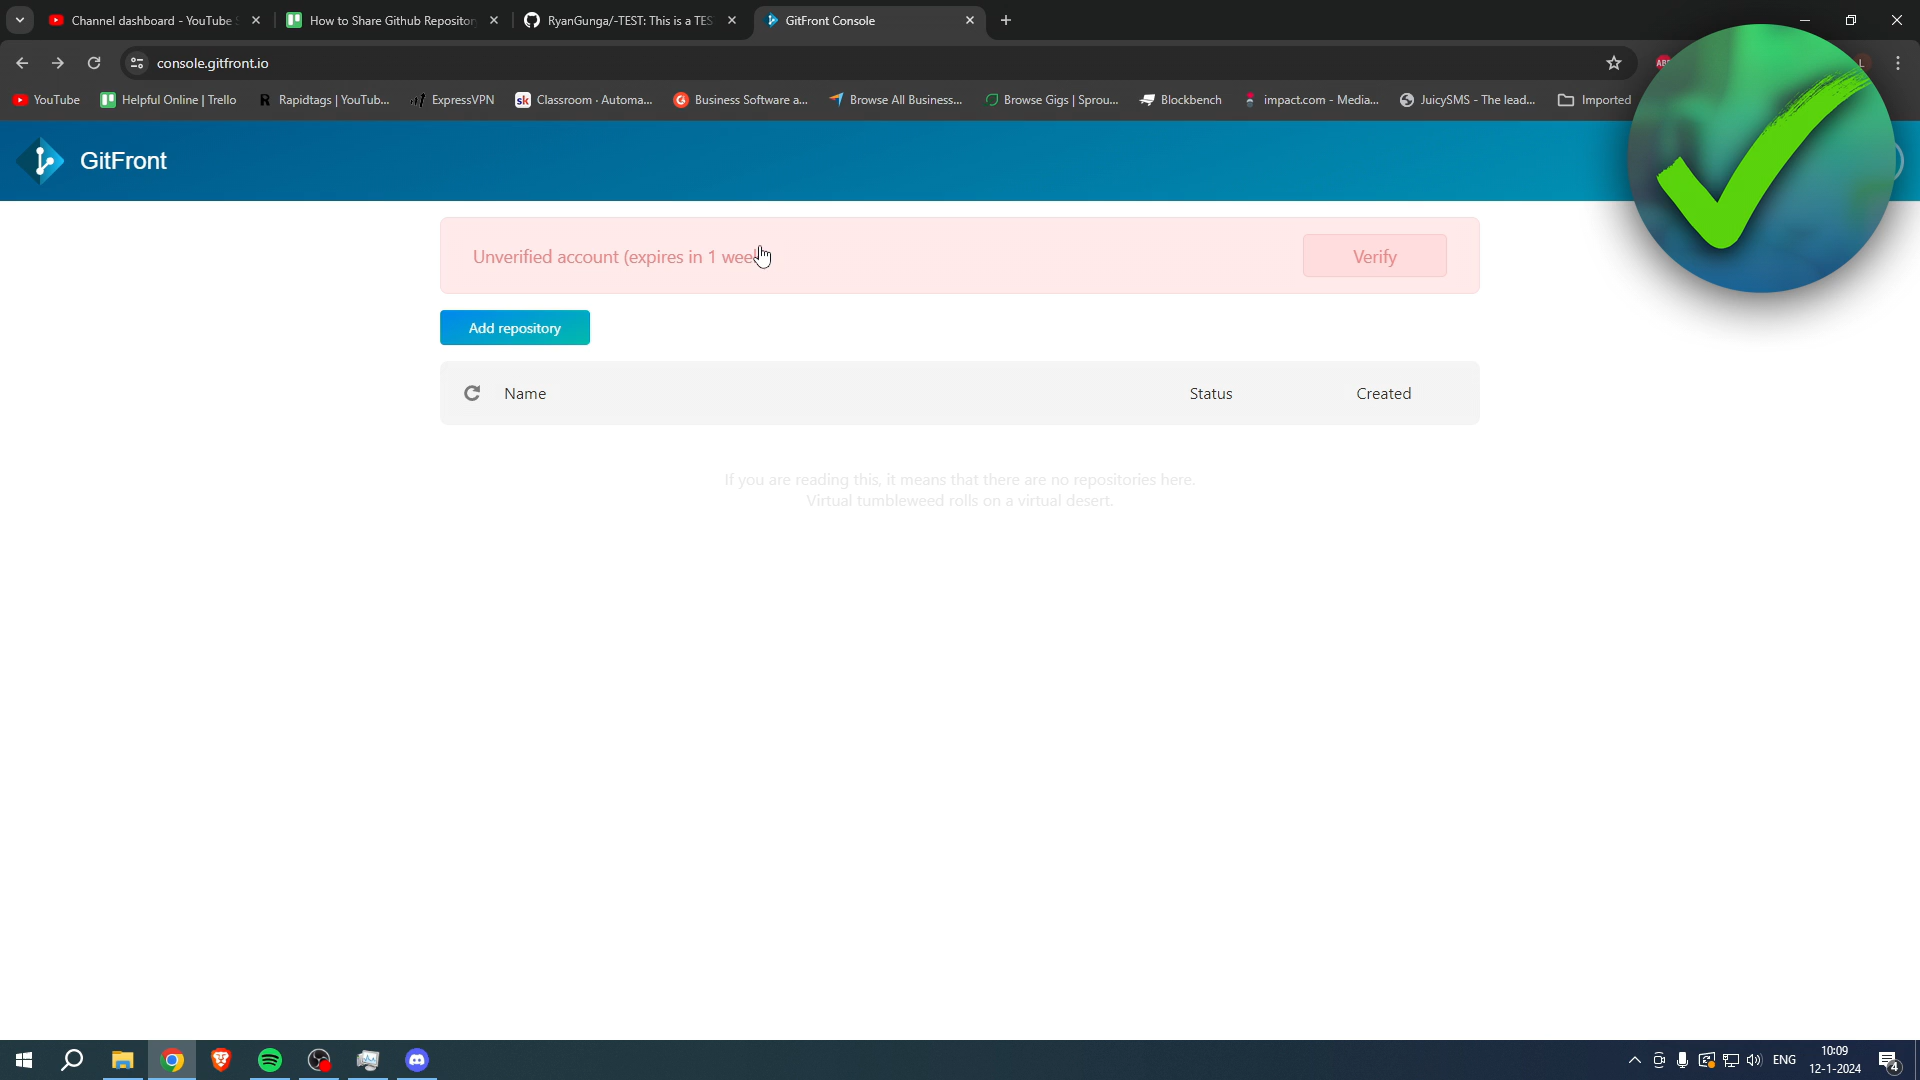 Channel dashboard - YouTube S
How to Share Github Repository
RyanGunga/-TEST: This is a TES
GitFront Console
console.gitfront.io
YouTube
Helpful Online | Trello
Rapidtags | YouTub...
ExpressVPN
Classroom · Automa...
Business Software a...
Browse All Business...
Browse Gigs | Sprou...
Blockbench
impact.com - Media...
JuicySMS - The lead...
Imported
GitFront
Unverified account (expires in 1 wee
Verify
Add repository
Name
Status
Created
If you are reading this, it means that there are no repositories here.
Virtual tumbleweed rolls on a virtual desert.
ENG
10:09
12-1-2024
4